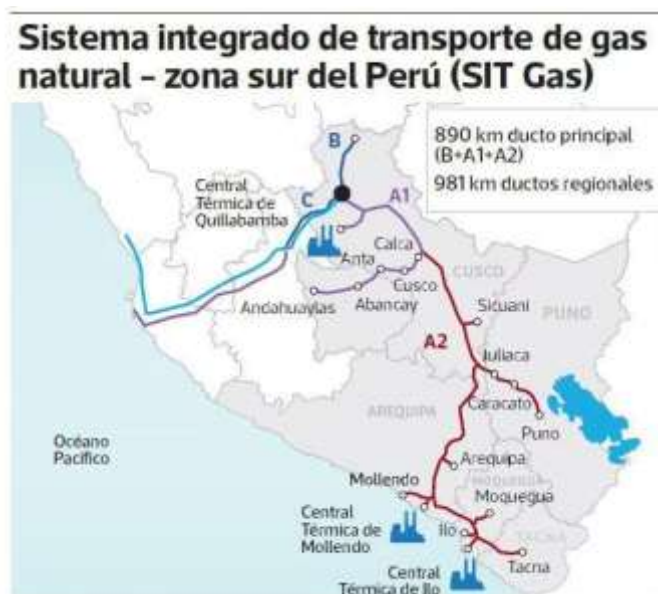 Sistema integrado de transporte de gas
natural – zona sur del Perú (SIT Gas)
890 km ducto principal
(B+A1+A2)
981 km ductos regionales
B
Central
Térmica de
Quillabamba
C
A1
Anta
Calca
CUSCO
Cusco
Andahuaylas
Abancay
Sicuani
PUNO
A2
Juliaca
Caracato
Puno
AREQUIPA
Océano
Pacífico
Arequipa
Mollendo
MOQUEGUA
Moquegua
Central
Térmica de
Mollendo
Ilo
TACNA
Tacna
Central
Térmica de Ilo